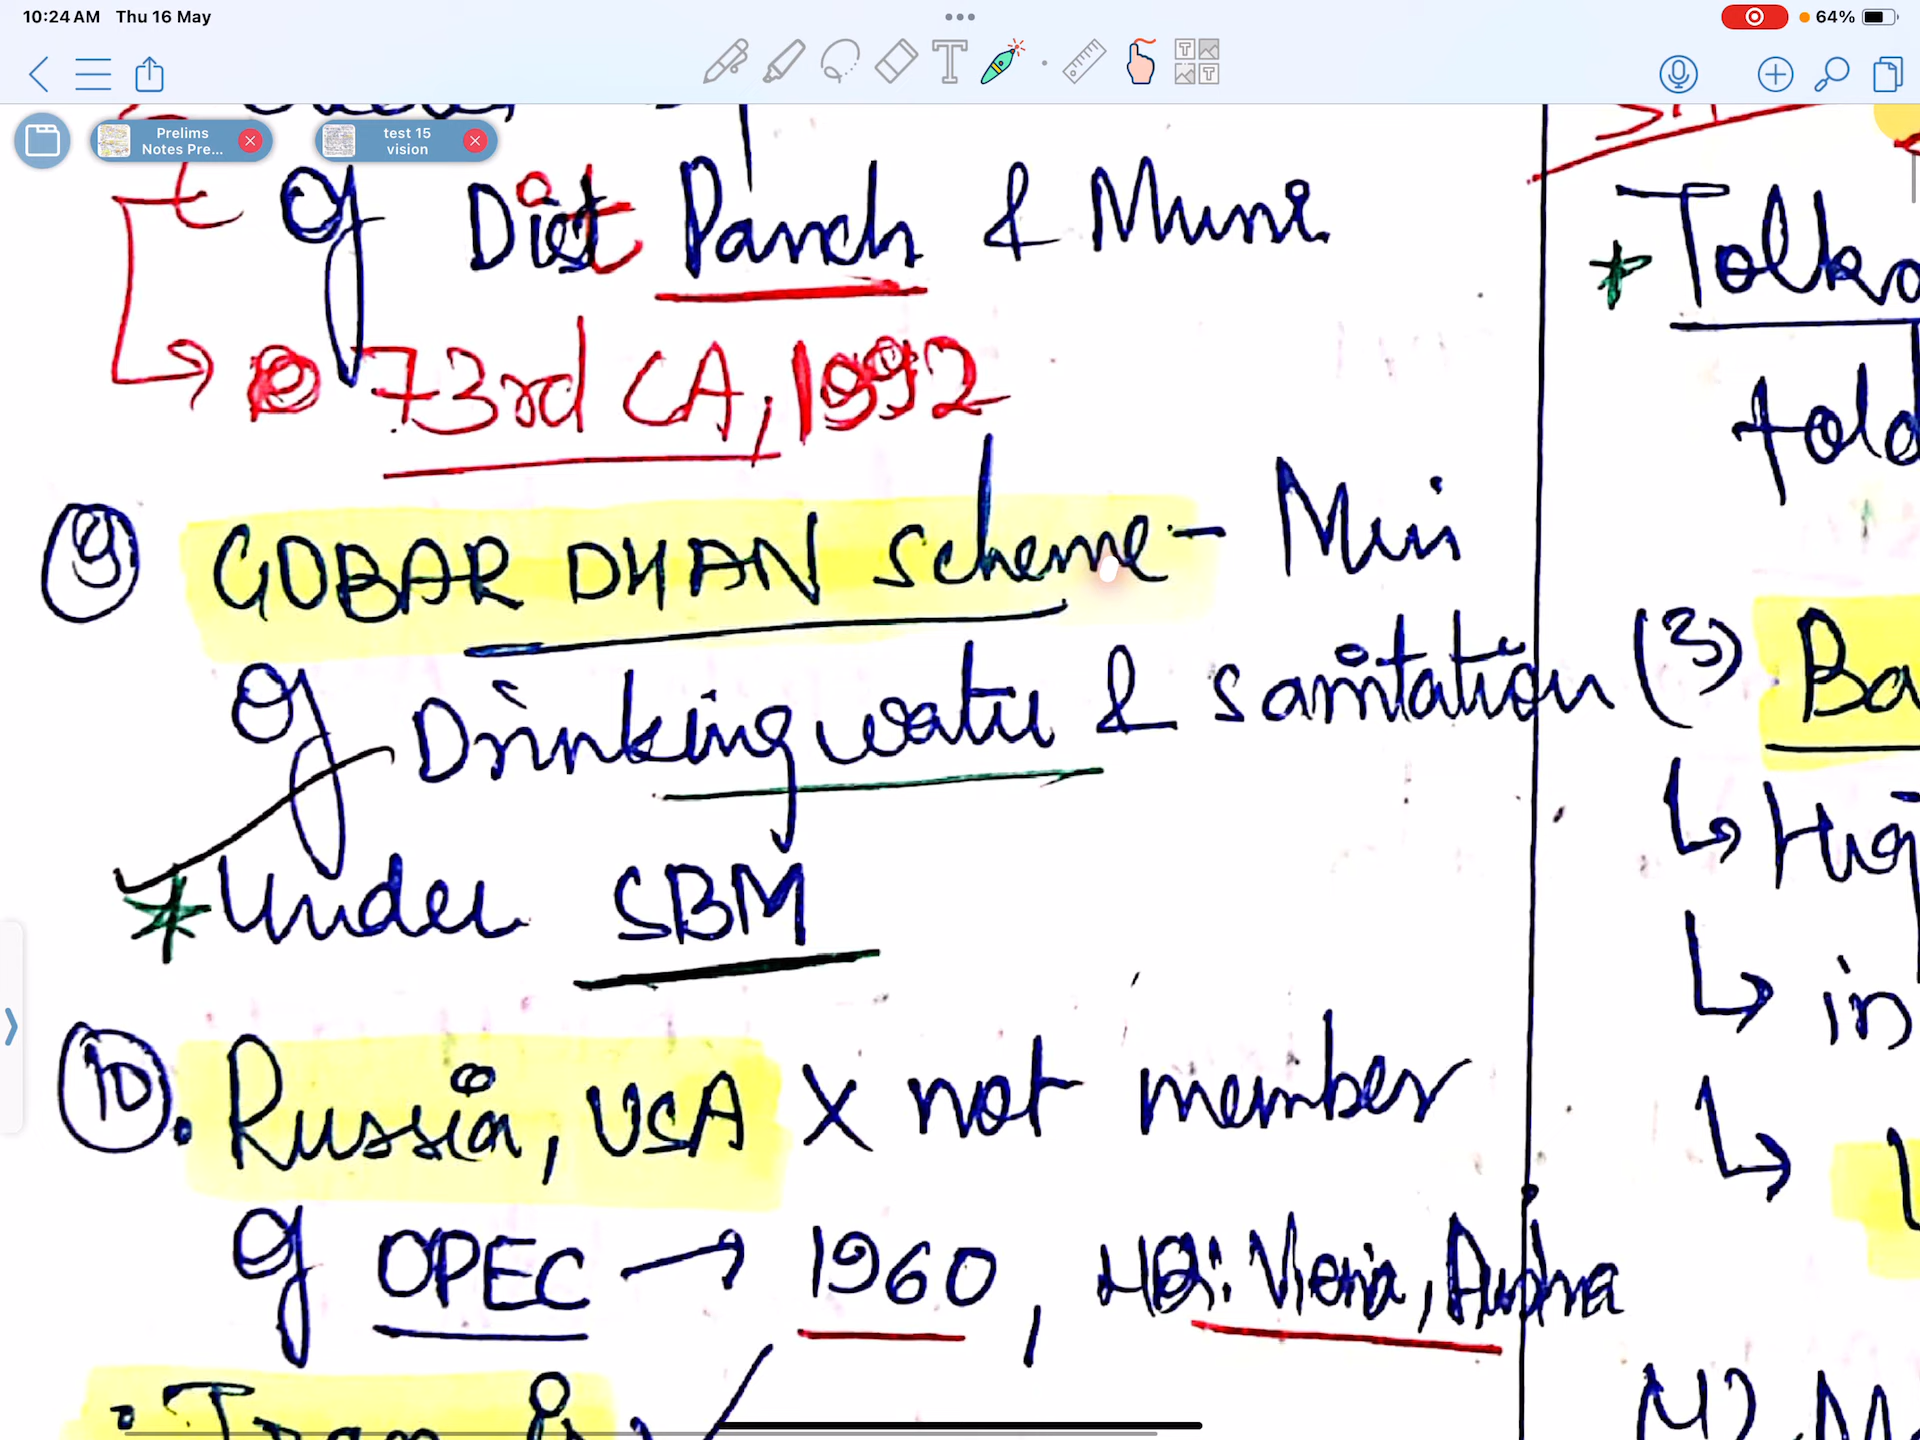 10:24 AM Thu 16 May
64%
Prelims
Notes Pre...
test 15
vision
Of Dist Panch & Muni
73rd CA, 1992
9 GOBAR DHAN scheme - Min
Of Drinking water & sanitation
* Under SBM
10. Russia, USA X not member
of OPEC → 1960, HQ: Viena, Austria
* Tolka
told
(3) Ba
↳ Hig
↳ in
↳